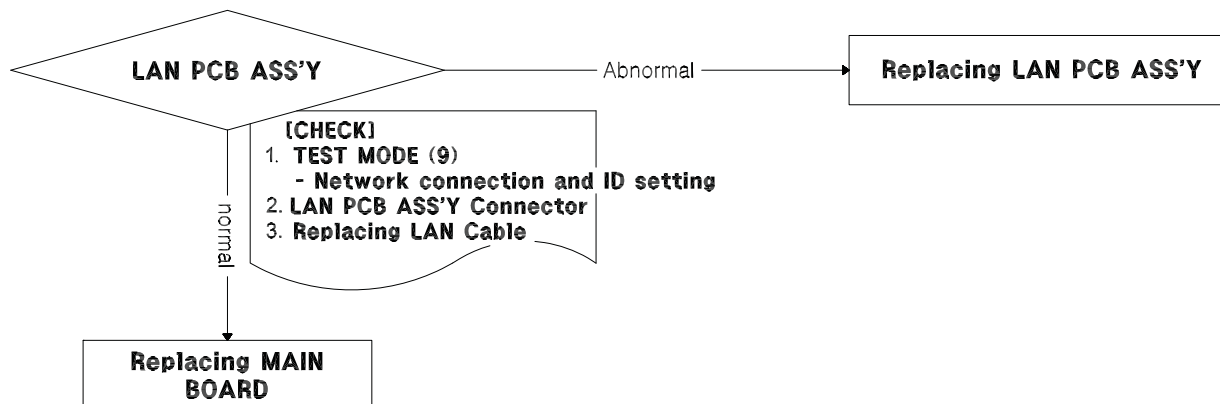 LAN PCB ASS'Y
Abnormal
Replacing LAN PCB ASS'Y
[CHECK]
1. TEST MODE (9)
- Network connection and ID setting
2. LAN PCB ASS'Y Connector
3. Replacing LAN Cable
normal
Replacing MAIN
BOARD